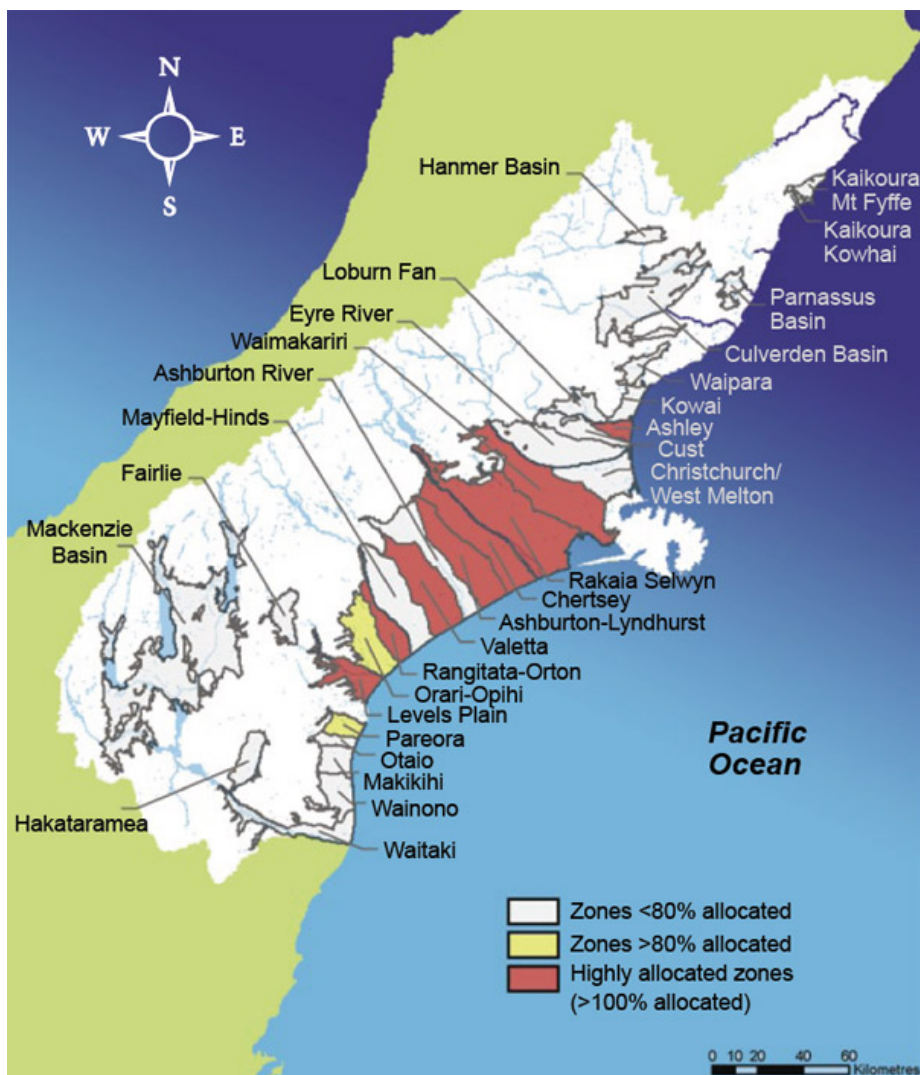 N
W
E
S
Hanmer Basin
Kaikoura
Mt Fyffe
Kaikoura
Kowhai
Loburn Fan
Eyre River
Parnassus
Basin
Waimakariri
Culverden Basin
Ashburton River
Waipara
Mayfield-Hinds
Kowai
Ashley
Fairlie
Cust
Christchurch/
West Melton
Mackenzie
Basin
Rakaia Selwyn
Chertsey
Ashburton-Lyndhurst
Valetta
Rangitata-Orton
Orari-Opihi
Levels Plain
Pareora
Otaio
Makikihi
Wainono
Hakataramea
Waitaki
Pacific
Ocean
Zones <80% allocated
Zones >80% allocated
Highly allocated zones
(>100% allocated)
0 10 20 40 60
Kilometres